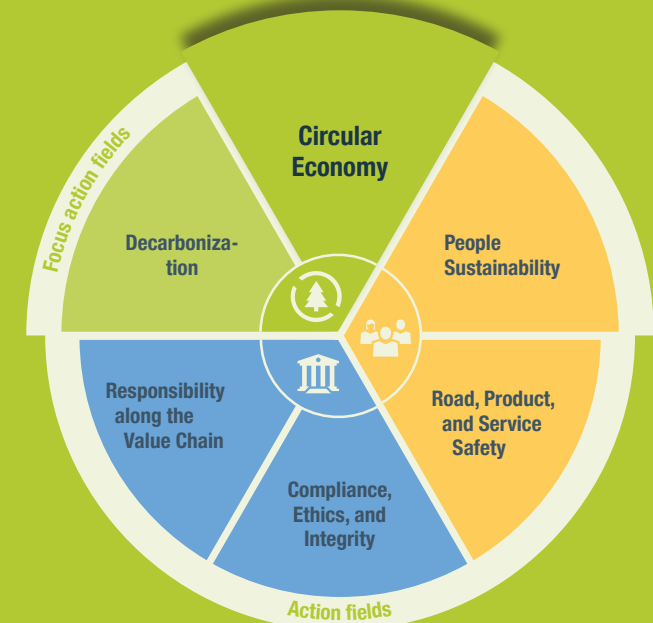 Focus action fields
Circular
Economy
Decarboniza-
tion
People
Sustainability
Responsibility
along the
Value Chain
Road, Product,
and Service
Safety
Compliance,
Ethics, and
Integrity
Action fields